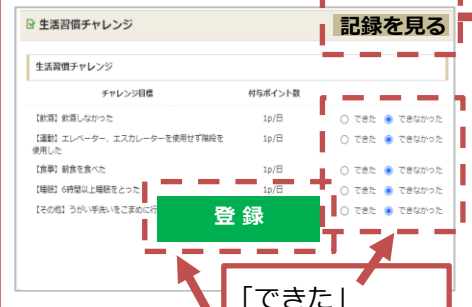 生活習慣チャレンジ
記録を見る
生活習慣チャレンジ
チャレンジ目標 付与ポイント数
【飲酒】飲酒しなかった 1p/日 できた できなかった
【運動】エレベーター、エスカレーターを使用せず階段を
使用した 1p/日 できた できなかった
【食事】朝食を食べた 1p/日 できた できなかった
【睡眠】6時間以上睡眠をとった 1p/日 できた できなかった
【その他】うがい手洗いをこまめに行 できた できなかった
登 録
「できた」